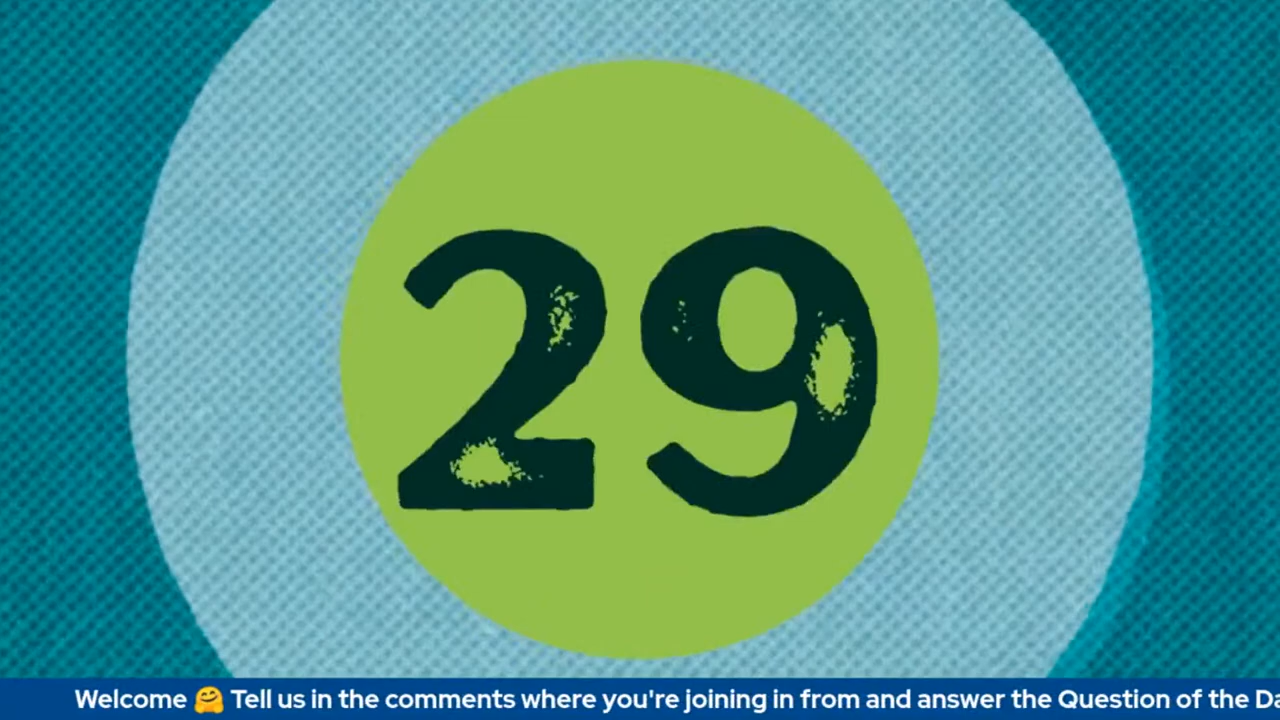 29
Welcome 🤗 Tell us in the comments where you're joining in from and answer the Question of the Da